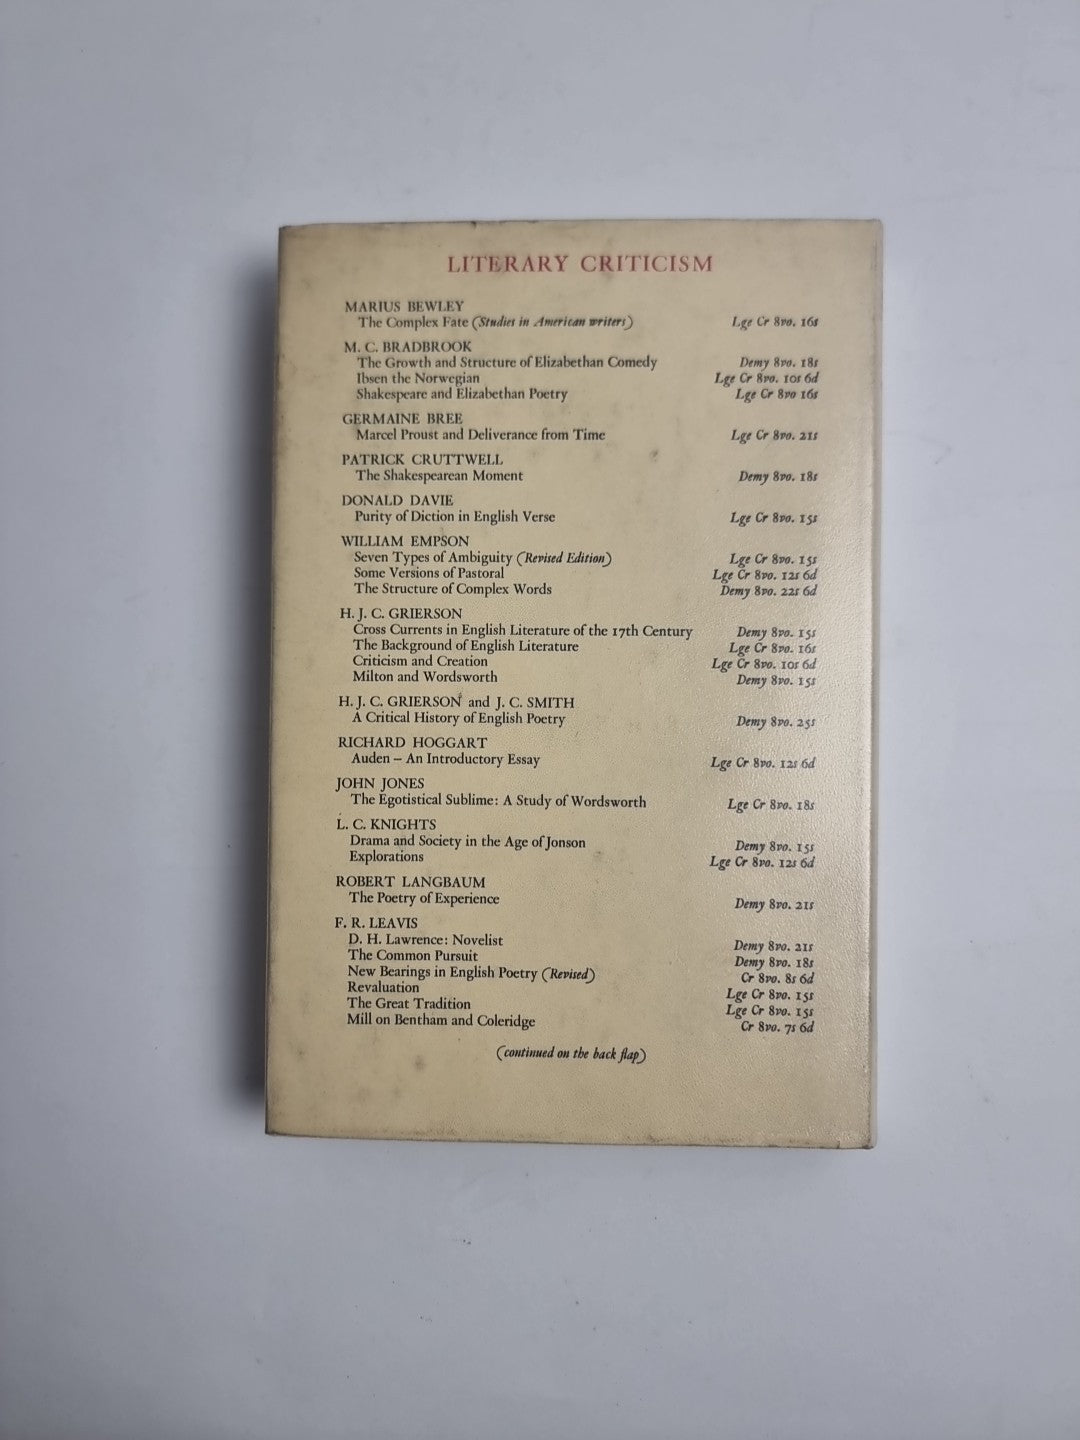 LITERARY CRITICISM
MARIUS BEWLEY
The Complex Fate (Studies in American writers) Lge Cr 8vo. 16s
M. C. BRADBROOK
The Growth and Structure of Elizabethan Comedy Demy 8vo. 18s
Ibsen the Norwegian Lge Cr 8vo. 10s 6d
Shakespeare and Elizabethan Poetry Lge Cr 8vo 16s
GERMAINE BREE
Marcel Proust and Deliverance from Time Lge Cr 8vo. 21s
PATRICK CRUTTWELL
The Shakespearean Moment Demy 8vo. 18s
DONALD DAVIE
Purity of Diction in English Verse Lge Cr 8vo. 15s
WILLIAM EMPSON
Seven Types of Ambiguity (Revised Edition) Lge Cr 8vo. 15s
Some Versions of Pastoral Lge Cr 8vo. 12s 6d
The Structure of Complex Words Demy 8vo. 22s 6d
H. J. C. GRIERSON
Cross Currents in English Literature of the 17th Century Demy 8vo. 15s
The Background of English Literature Lge Cr 8vo. 16s
Criticism and Creation Lge Cr 8vo. 10s 6d
Milton and Wordsworth Demy 8vo. 15s
H. J. C. GRIERSON and J. C. SMITH
A Critical History of English Poetry Demy 8vo. 25s
RICHARD HOGGART
Auden – An Introductory Essay Lge Cr 8vo. 12s 6d
JOHN JONES
The Egotistical Sublime: A Study of Wordsworth Lge Cr 8vo. 18s
L. C. KNIGHTS
Drama and Society in the Age of Jonson Demy 8vo. 15s
Explorations Lge Cr 8vo. 12s 6d
ROBERT LANGBAUM
The Poetry of Experience Demy 8vo. 21s
F. R. LEAVIS
D. H. Lawrence: Novelist Demy 8vo. 21s
The Common Pursuit Demy 8vo. 18s
New Bearings in English Poetry (Revised) Cr 8vo. 8s 6d
Revaluation Lge Cr 8vo. 15s
The Great Tradition Lge Cr 8vo. 15s
Mill on Bentham and Coleridge Cr 8vo. 7s 6d
(continued on the back flap)